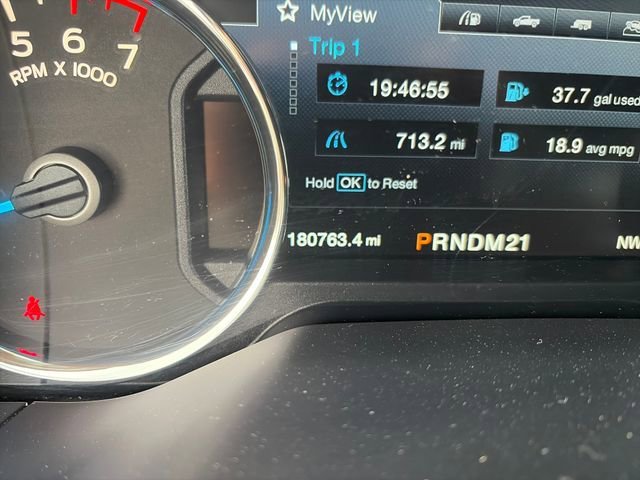 MyView
Trip 1
5 6 7
RPM X 1000
19:46:55
37.7 gal used
713.2 mi
18.9 avg mpg
Hold OK to Reset
180763.4 mi PRNDM21 NW